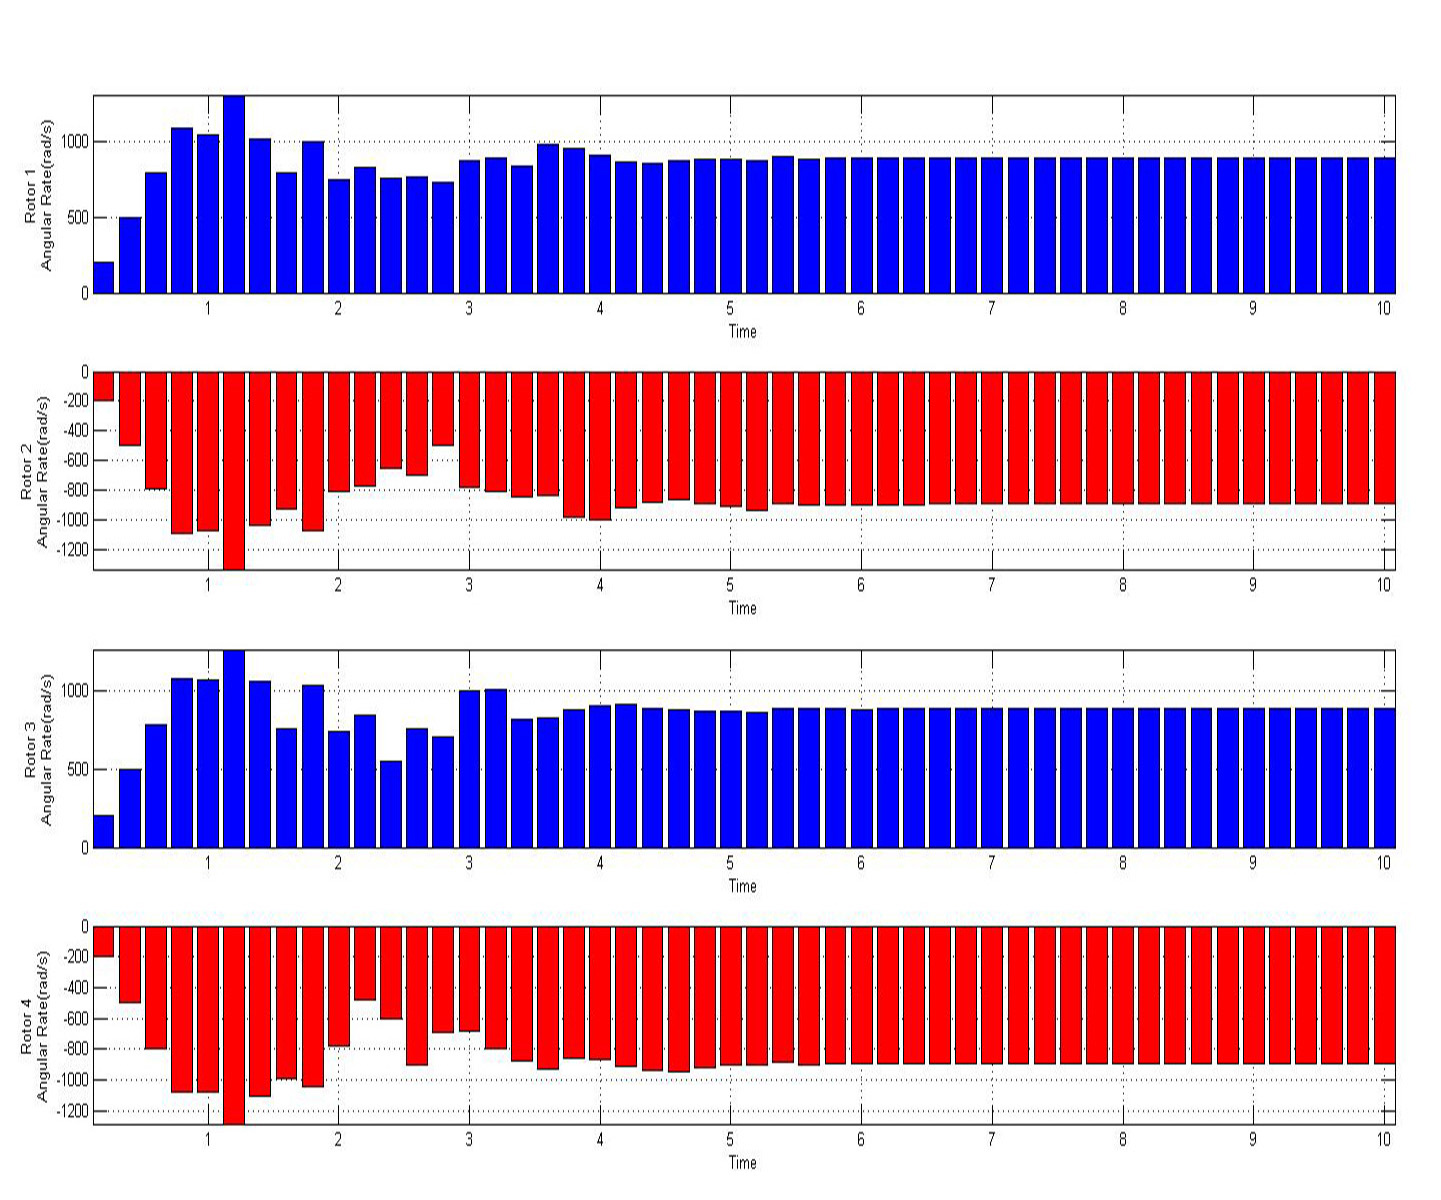 Rotor 1
Angular Rate(rad/s)
1000
500
0
1 2 3 4 5 6 7 8 9 10
Time
Rotor 2
Angular Rate(rad/s)
0
-200
-400
-600
-800
-1000
-1200
1 2 3 4 5 6 7 8 9 10
Time
Rotor 3
Angular Rate(rad/s)
1000
500
0
1 2 3 4 5 6 7 8 9 10
Time
Rotor 4
Angular Rate(rad/s)
0
-200
-400
-600
-800
-1000
-1200
1 2 3 4 5 6 7 8 9 10
Time